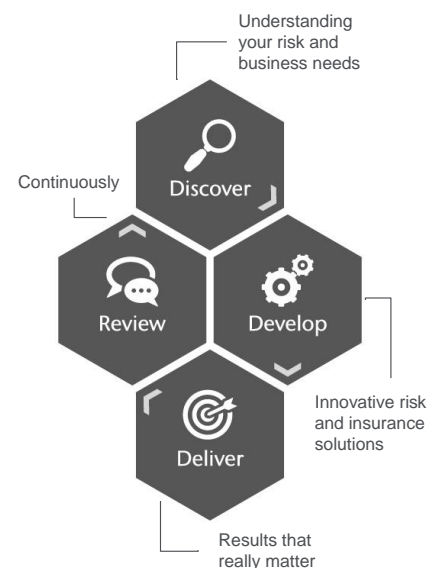 Understanding
your risk and
business needs
Discover
Continuously
Review
Develop
Innovative risk
and insurance
solutions
Deliver
Results that
really matter